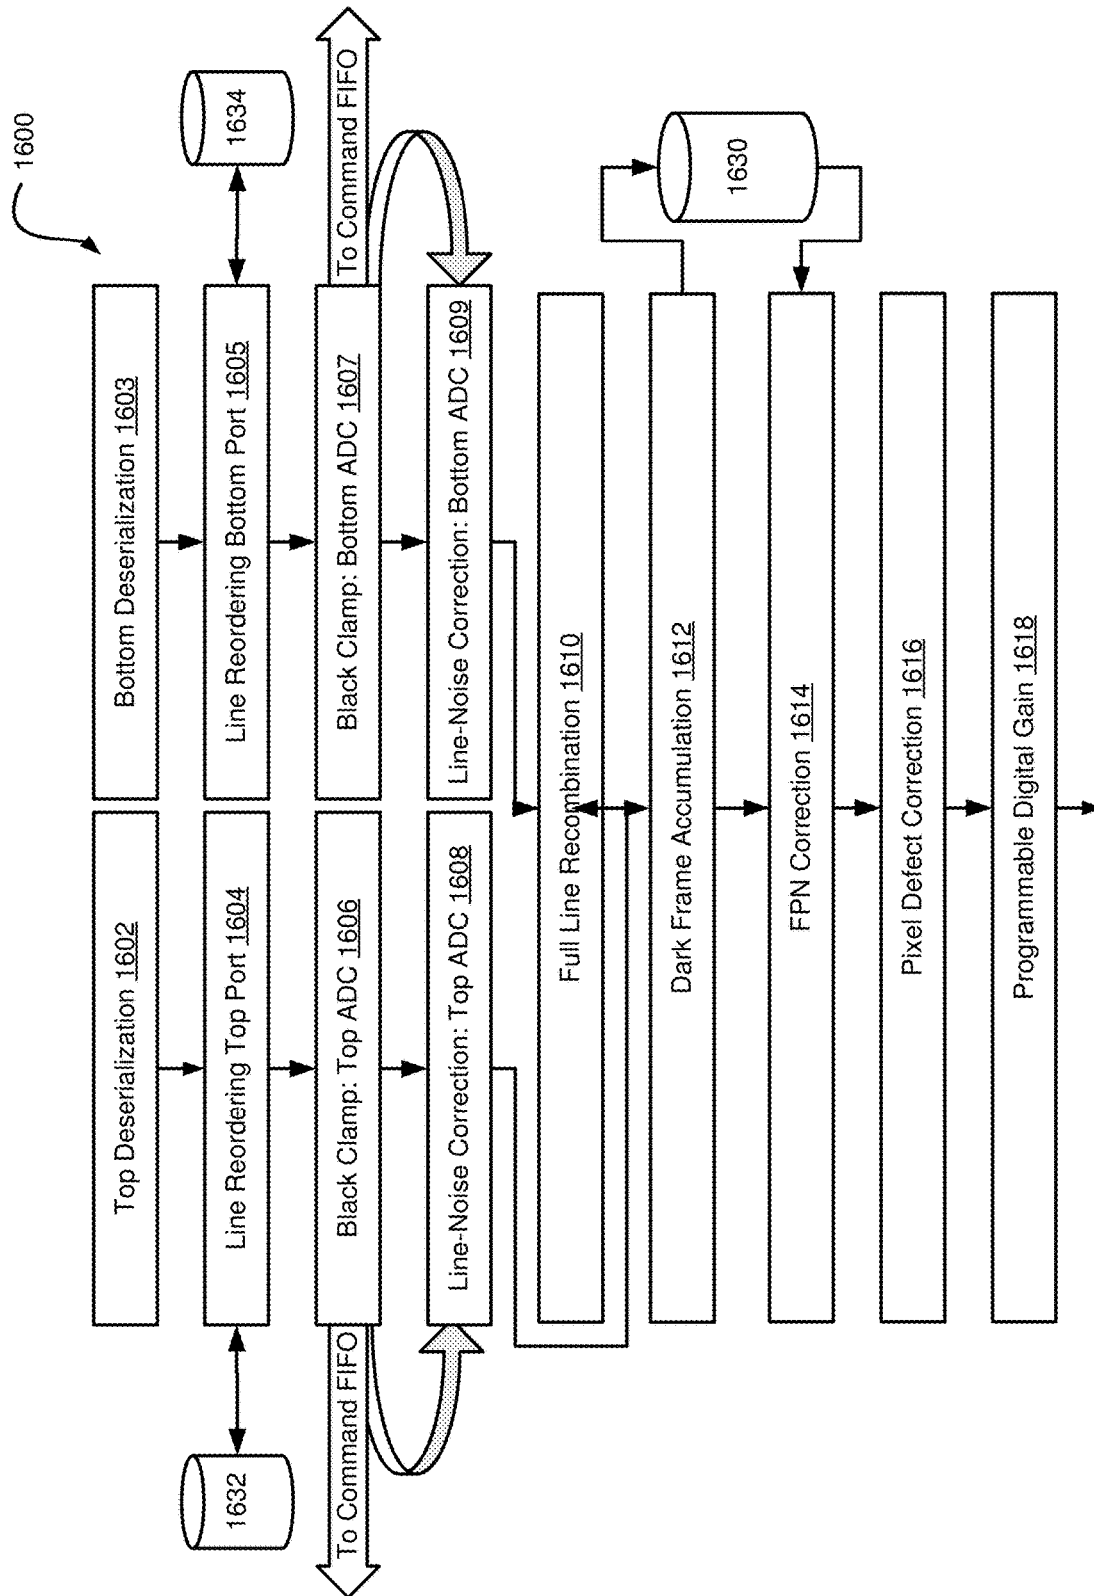 1600
1632
1634
Top Deserialization 1602
Bottom Deserialization 1603
Line Reordering Top Port 1604
Line Reordering Bottom Port 1605
To Command FIFO
Black Clamp: Top ADC 1606
Black Clamp: Bottom ADC 1607
To Command FIFO
Line-Noise Correction: Top ADC 1608
Line-Noise Correction: Bottom ADC 1609
Full Line Recombination 1610
Dark Frame Accumulation 1612
1630
FPN Correction 1614
Pixel Defect Correction 1616
Programmable Digital Gain 1618